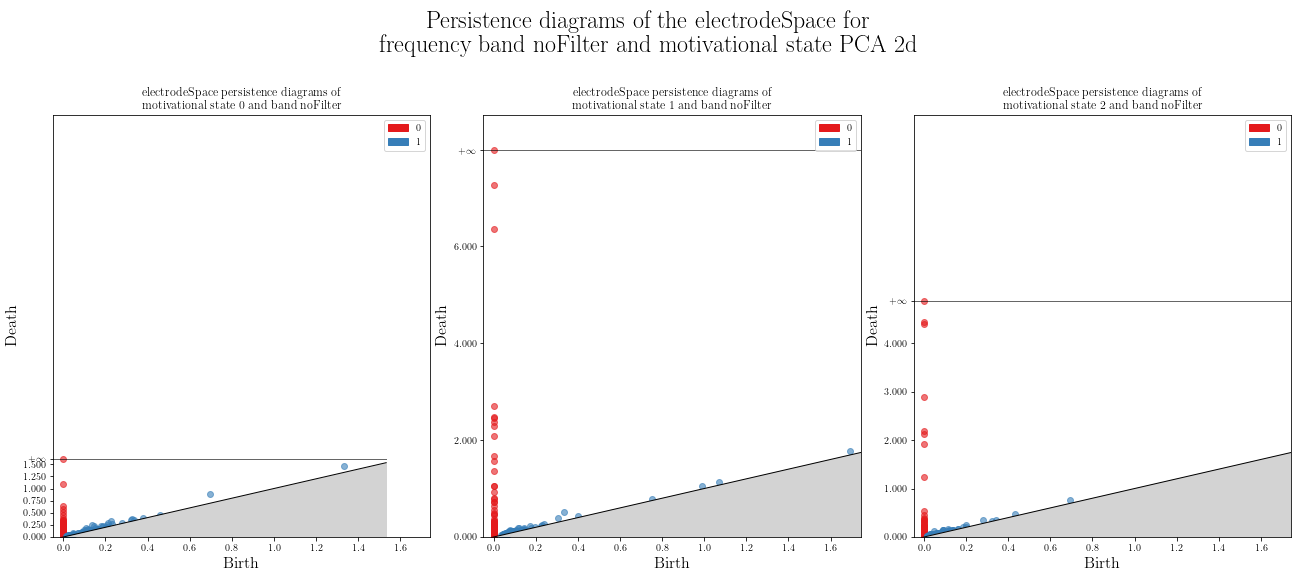 Persistence diagrams of the electrodeSpace for
frequency band noFilter and motivational state PCA 2d
electrodeSpace persistence diagrams of
motivational state 0 and band noFilter
0
1
+∞
1.500
1.250
1.000
0.750
0.500
0.250
0.000
Death
0.0 0.2 0.4 0.6 0.8 1.0 1.2 1.4 1.6
Birth
electrodeSpace persistence diagrams of
motivational state 1 and band noFilter
0
1
+∞
6.000
4.000
2.000
0.000
Death
0.0 0.2 0.4 0.6 0.8 1.0 1.2 1.4 1.6
Birth
electrodeSpace persistence diagrams of
motivational state 2 and band noFilter
0
1
+∞
4.000
3.000
2.000
1.000
0.000
Death
0.0 0.2 0.4 0.6 0.8 1.0 1.2 1.4 1.6
Birth